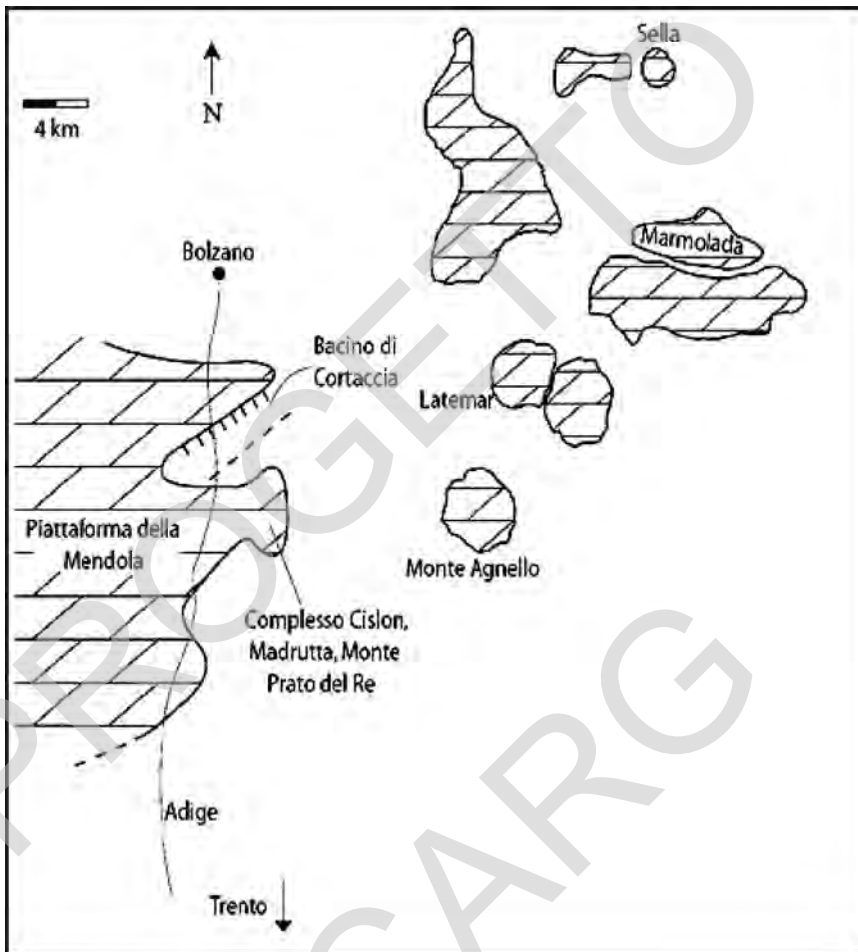 Sella
N
4 km
Marmolada
Bolzano
Bacino di
Cortaccia
Latemar
Piattaforma della
Mendola
Monte Agnello
Complesso Cislon,
Madrutta, Monte
Prato del Re
Adige
Trento
PROGETTO
CARG